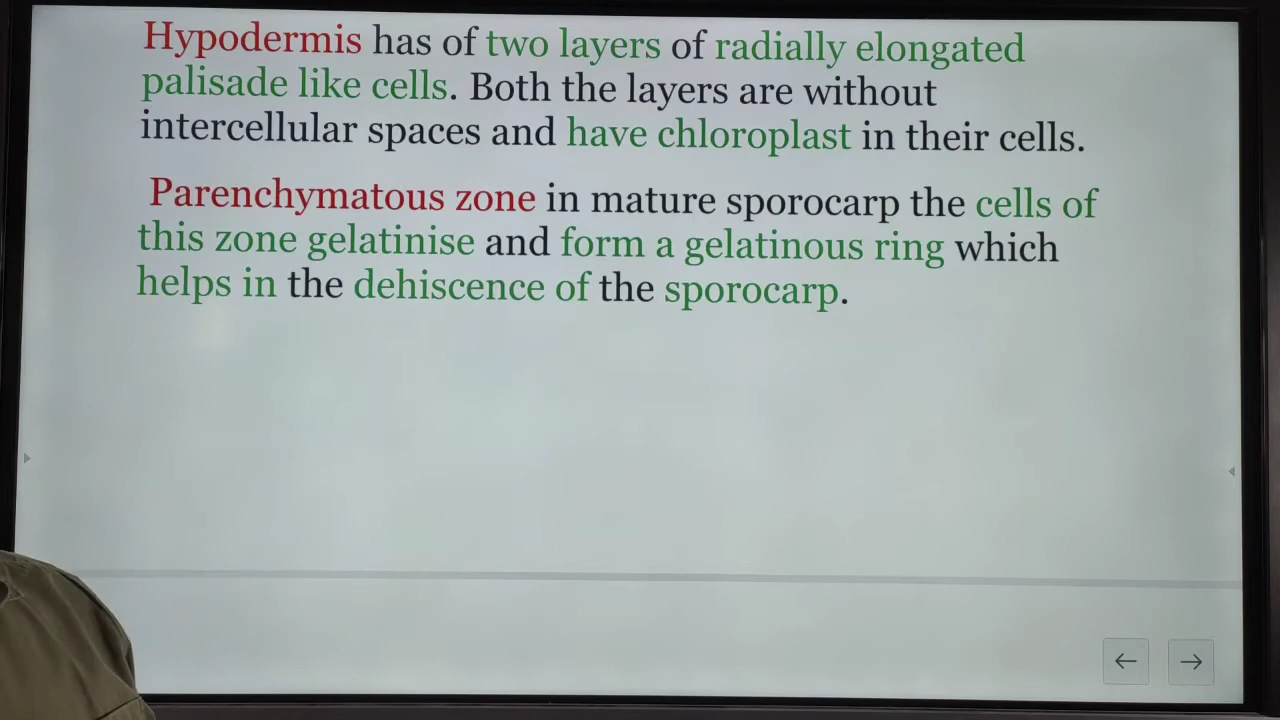 Hypodermis has of two layers of radially elongated
palisade like cells. Both the layers are without
intercellular spaces and have chloroplast in their cells.
Parenchymatous zone in mature sporocarp the cells of
this zone gelatinise and form a gelatinous ring which
helps in the dehiscence of the sporocarp.